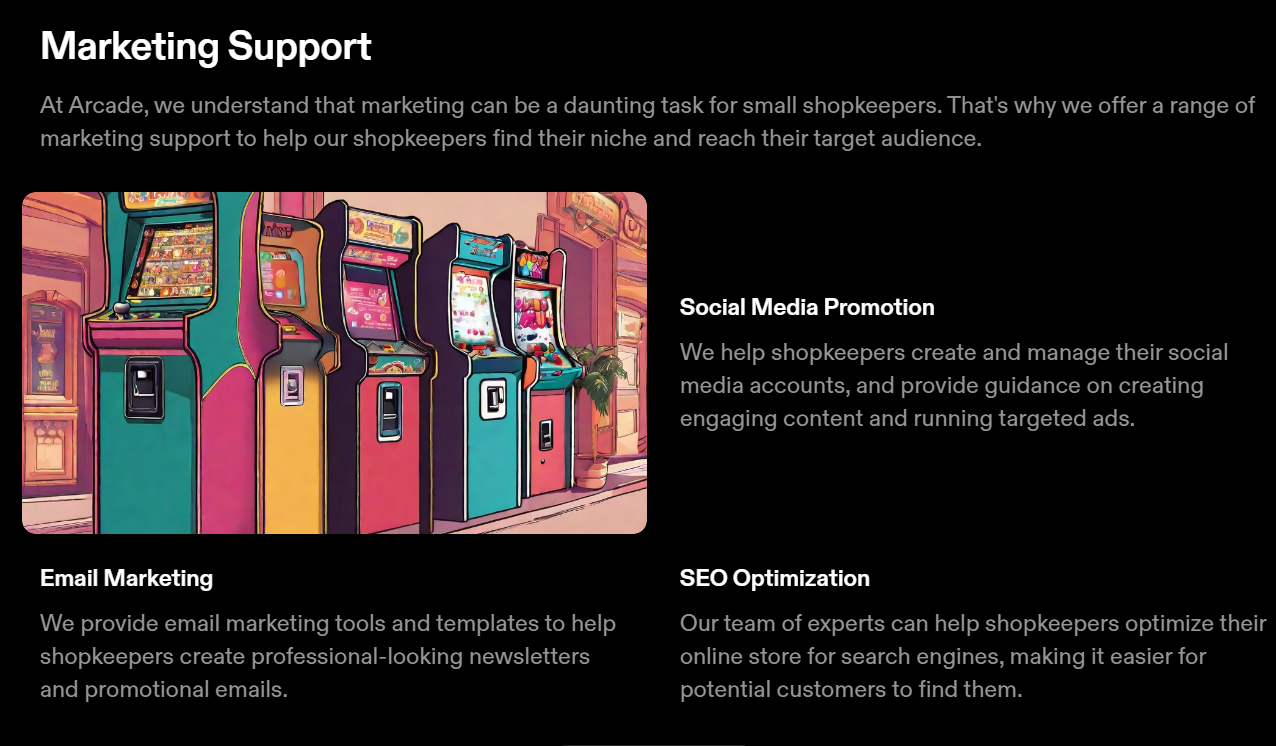 Marketing Support
At Arcade, we understand that marketing can be a daunting task for small shopkeepers. That's why we offer a range of
marketing support to help our shopkeepers find their niche and reach their target audience.
Social Media Promotion
We help shopkeepers create and manage their social
media accounts, and provide guidance on creating
engaging content and running targeted ads.
Email Marketing
We provide email marketing tools and templates to help
shopkeepers create professional-looking newsletters
and promotional emails.
SEO Optimization
Our team of experts can help shopkeepers optimize their
online store for search engines, making it easier for
potential customers to find them.